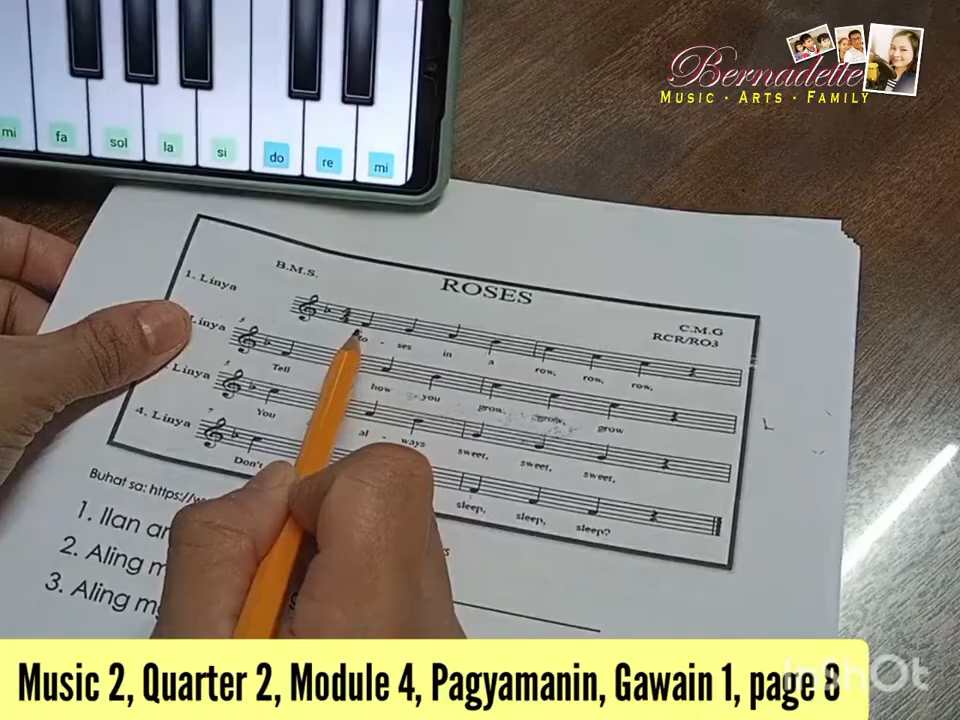 Bernadette
MUSIC · ARTS · FAMILY
mi fa sol la si do re mi
ROSES
B.M.S.
C.M.G
RCR/RO3
1. Linya
ses in a row, row, row,
Linya
Tell how you grow, grow, grow
Linya
You al - ways sweet, sweet, sweet,
4. Linya
Don't sleep, sleep, sleep?
Buhat sa: https://w
1. Ilan
2. Aling
3. Aling
Music 2, Quarter 2, Module 4, Pagyamanin, Gawain 1, page 8
InShOt